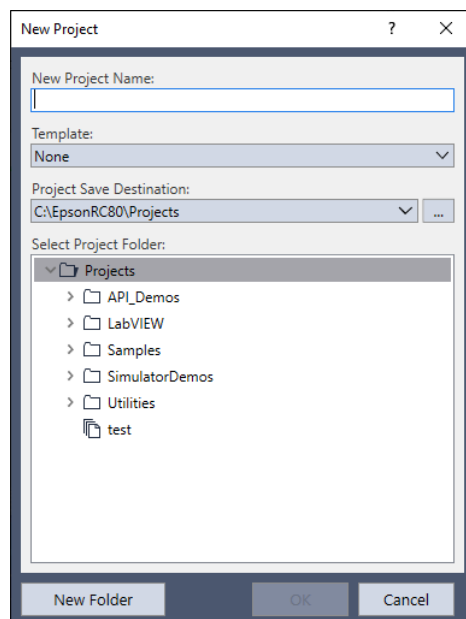 New Project ?
New Project Name:
Template:
None
Project Save Destination:
C:\EpsonRC80\Projects ...
Select Project Folder:
Projects
API_Demos
LabVIEW
Samples
SimulatorDemos
Utilities
test
New Folder OK Cancel